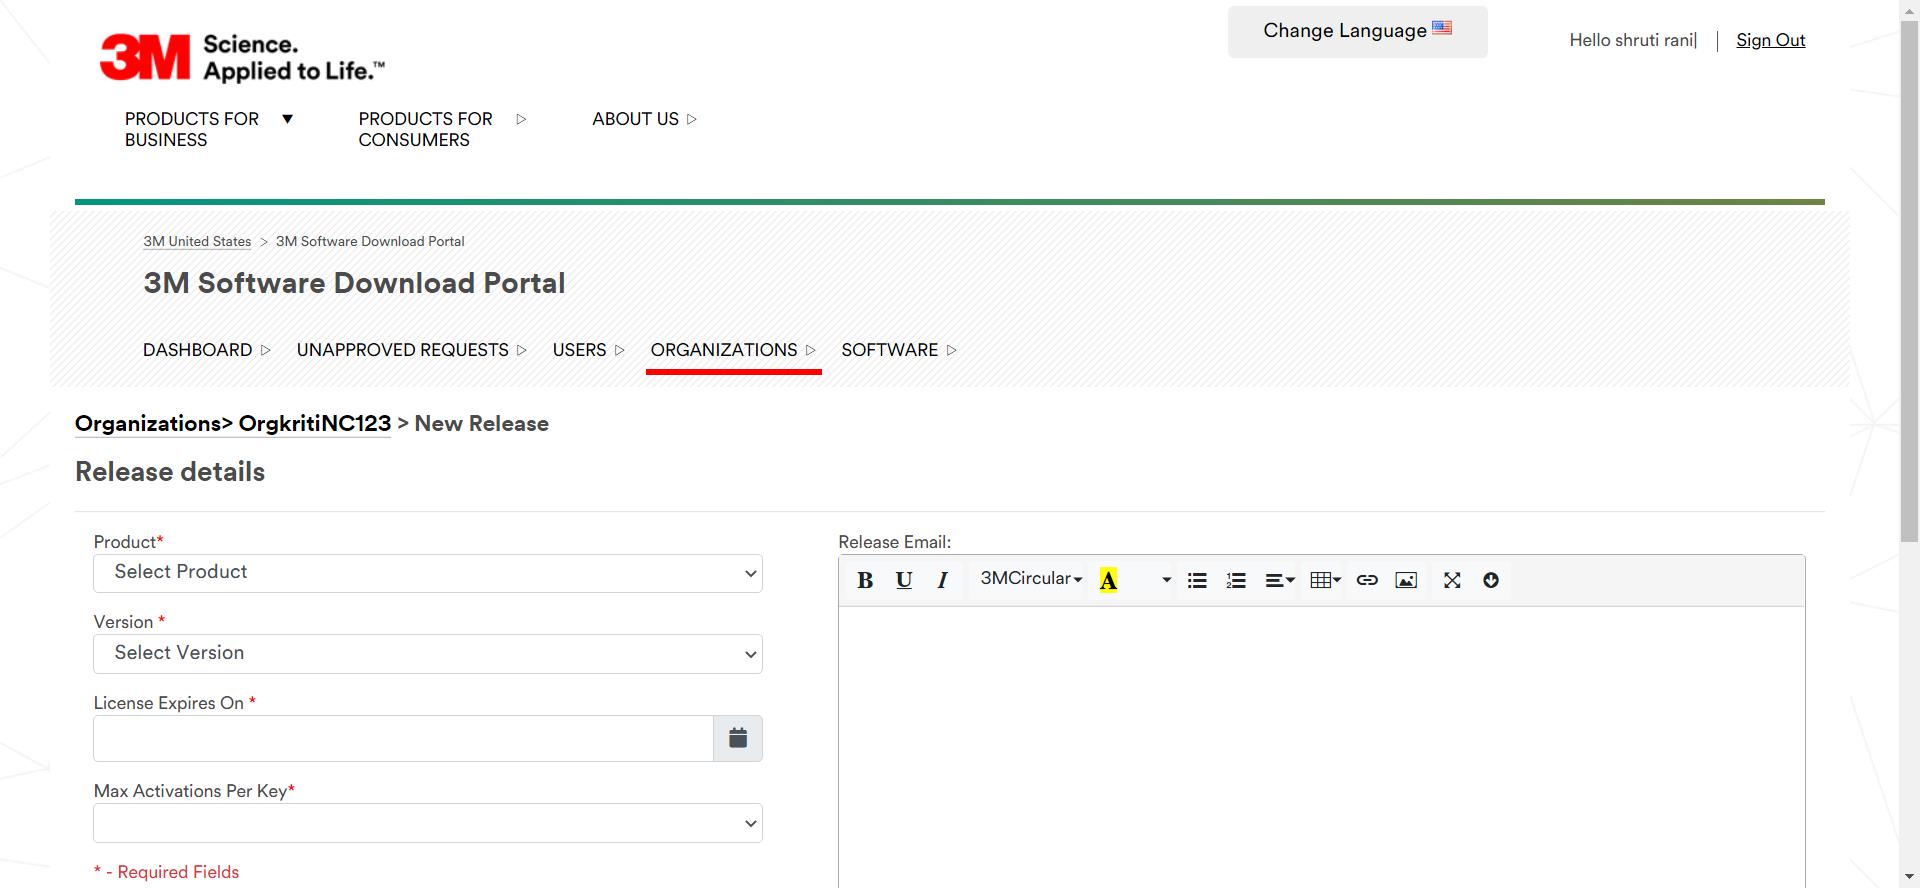 3M Science.
Applied to Life.™
Change Language
Hello shruti rani|
Sign Out
PRODUCTS FOR
BUSINESS
PRODUCTS FOR
CONSUMERS
ABOUT US
3M United States > 3M Software Download Portal
3M Software Download Portal
DASHBOARD
UNAPPROVED REQUESTS
USERS
ORGANIZATIONS
SOFTWARE
Organizations> OrgkritiNC123 > New Release
Release details
Product*
Select Product
Version *
Select Version
License Expires On *
Max Activations Per Key*
* - Required Fields
Release Email:
B U I 3MCircular A